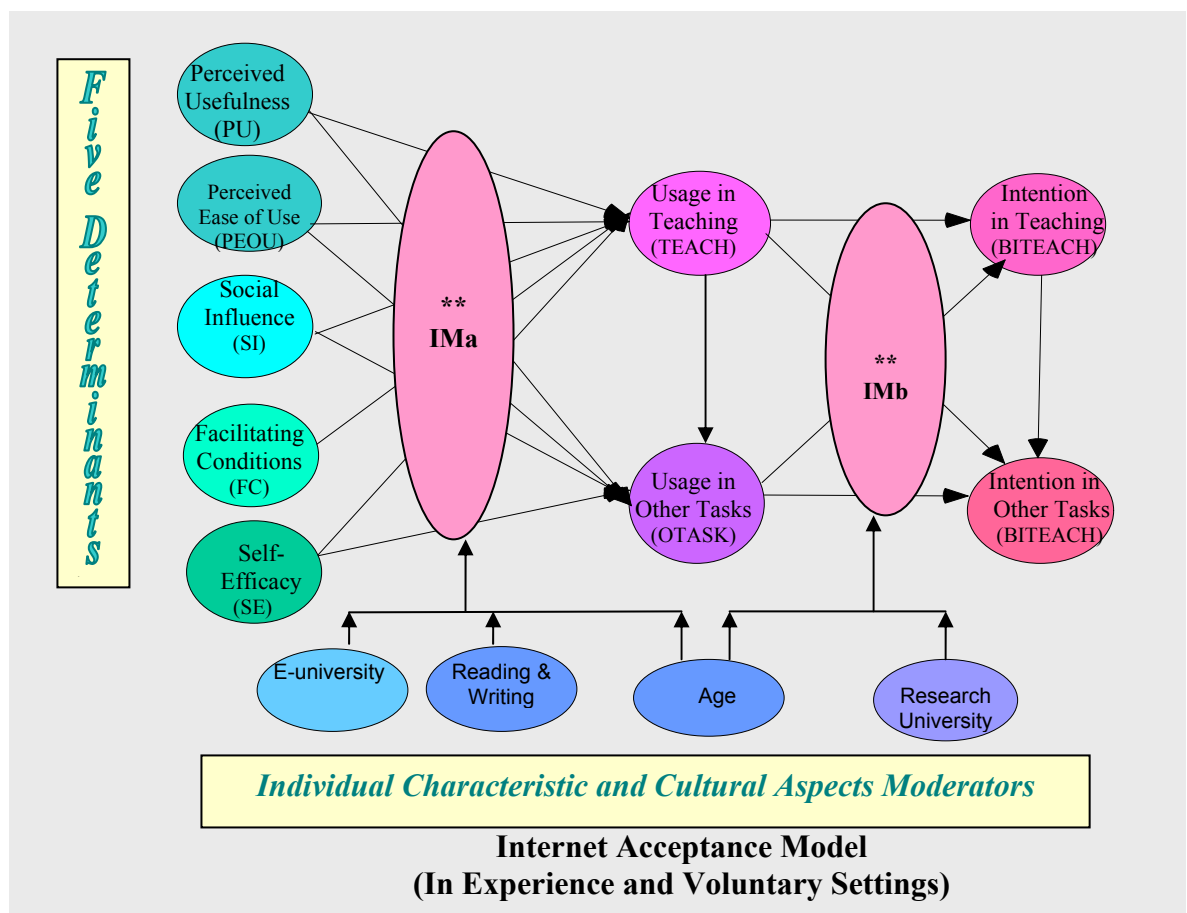 Five Determinants
Perceived
Usefulness
(PU)
Perceived
Ease of Use
(PEOU)
Social
Influence
(SI)
Facilitating
Conditions
(FC)
Self-
Efficacy
(SE)
**
IMa
Usage in
Teaching
(TEACH)
Usage in
Other Tasks
(OTASK)
**
IMb
Intention
in Teaching
(BITEACH)
Intention in
Other Tasks
(BITEACH)
E-university
Reading &
Writing
Age
Research
University
Individual Characteristic and Cultural Aspects Moderators
Internet Acceptance Model
(In Experience and Voluntary Settings)